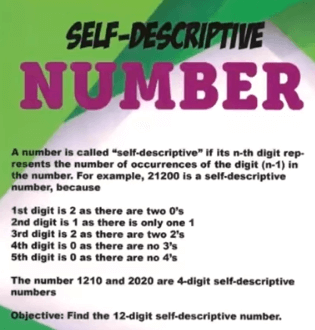 SELF-DESCRIPTIVE
NUMBER
A number is called "self-descriptive" if its n-th digit rep-
resents the number of occurrences of the digit (n-1) in
the number. For example, 21200 is a self-descriptive
number, because
1st digit is 2 as there are two 0's
2nd digit is 1 as there is only one 1
3rd digit is 2 as there are two 2's
4th digit is 0 as there are no 3's
5th digit is 0 as there are no 4's
The number 1210 and 2020 are 4-digit self-descriptive
numbers
Objective: Find the 12-digit self-descriptive number.